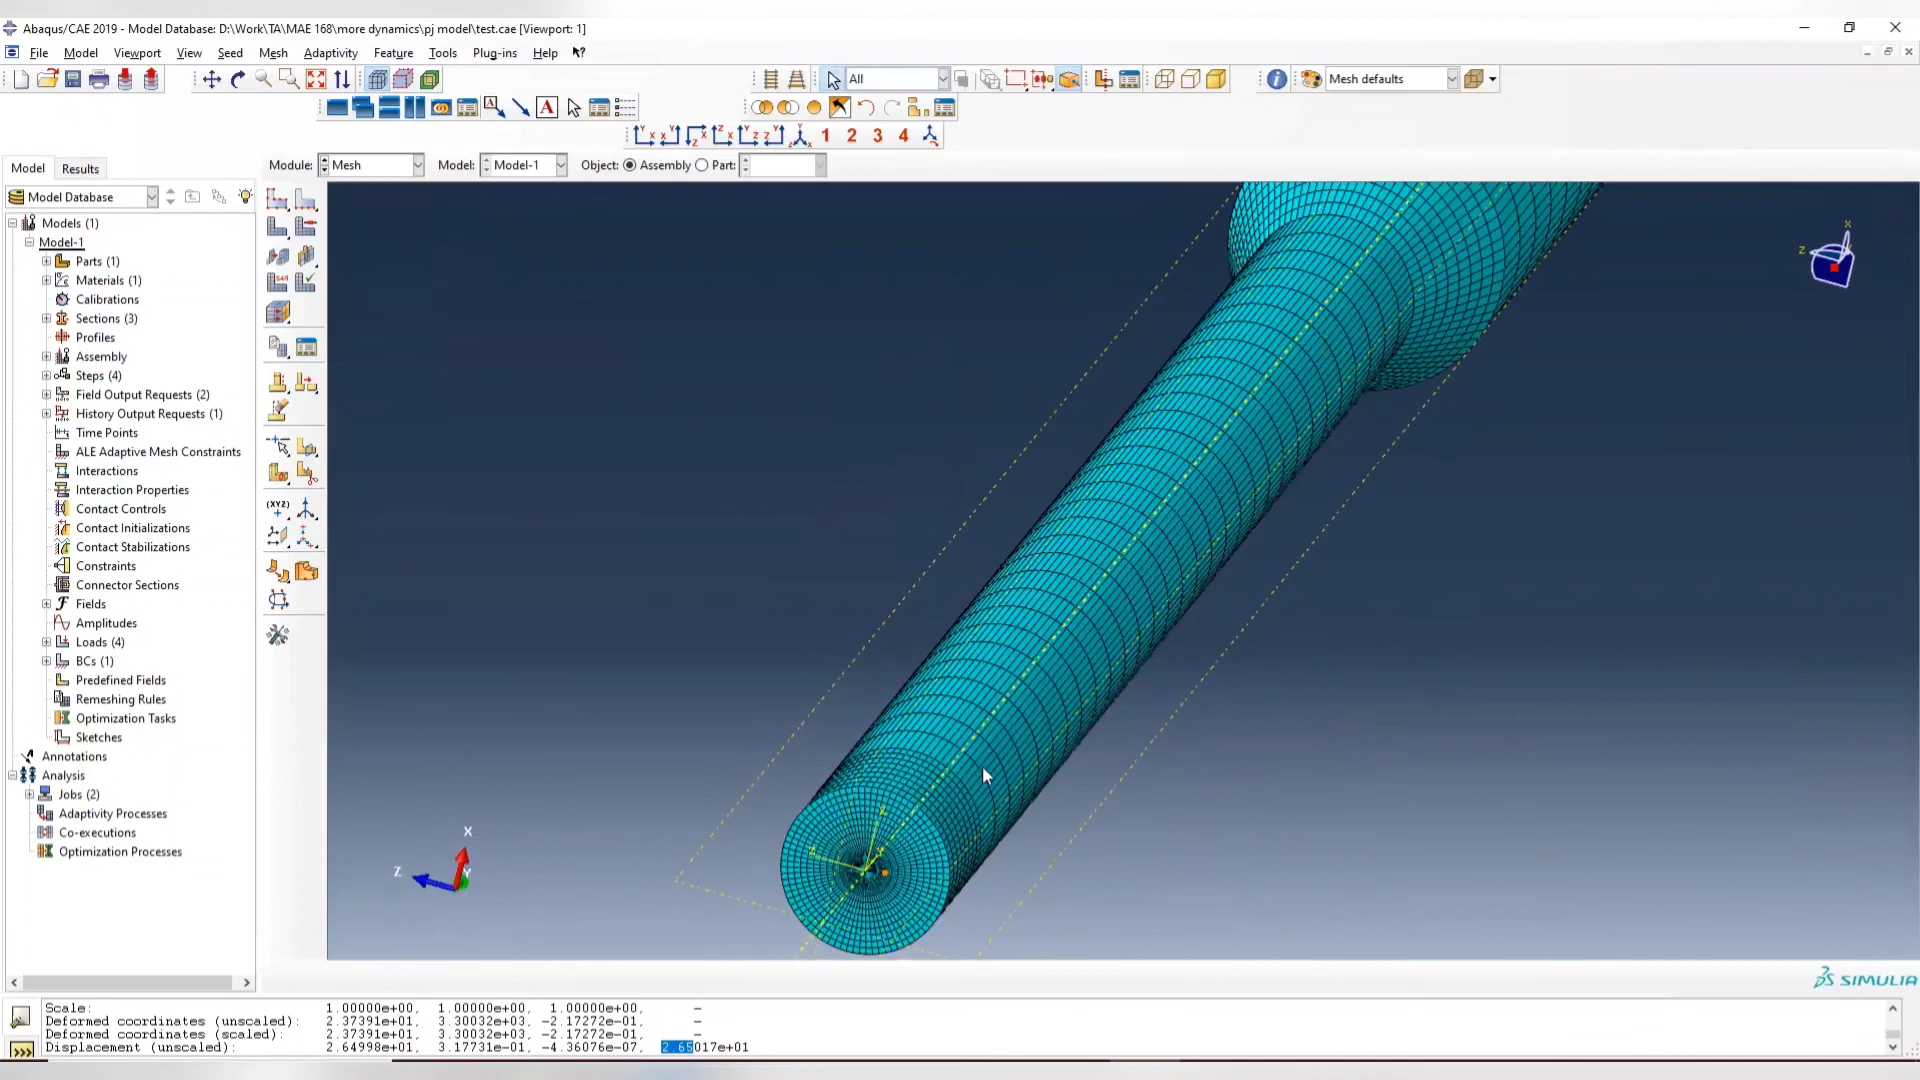 Abaqus/CAE 2019 - Model Database: D:\Work\TA\MAE 168\more dynamics\pj model\test.cae [Viewport: 1]
File Model Viewport View Seed Mesh Adaptivity Feature Tools Plug-ins Help
All
Mesh defaults
1 2 3 4
Model Results
Module: Mesh Model: Model-1 Object: Assembly Part:
Model Database
Models (1)
Model-1
Parts (1)
Materials (1)
Calibrations
Sections (3)
Profiles
Assembly
Steps (4)
Field Output Requests (2)
History Output Requests (1)
Time Points
ALE Adaptive Mesh Constraints
Interactions
Interaction Properties
Contact Controls
Contact Initializations
Contact Stabilizations
Constraints
Connector Sections
Fields
Amplitudes
Loads (4)
BCs (1)
Predefined Fields
Remeshing Rules
Optimization Tasks
Sketches
Annotations
Analysis
Jobs (2)
Adaptivity Processes
Co-executions
Optimization Processes
(XYZ)
X
Z
X
Z
Y
SIMULIA
Scale: 1.00000e+00, 1.00000e+00, 1.00000e+00, -
Deformed coordinates (unscaled): 2.37391e+01, 3.30032e+03, -2.17272e-01, -
Deformed coordinates (scaled): 2.37391e+01, 3.30032e+03, -2.17272e-01, -
Displacement (unscaled): 2.64998e+01, 3.17731e-01, -4.36076e-07, 2.65017e+01